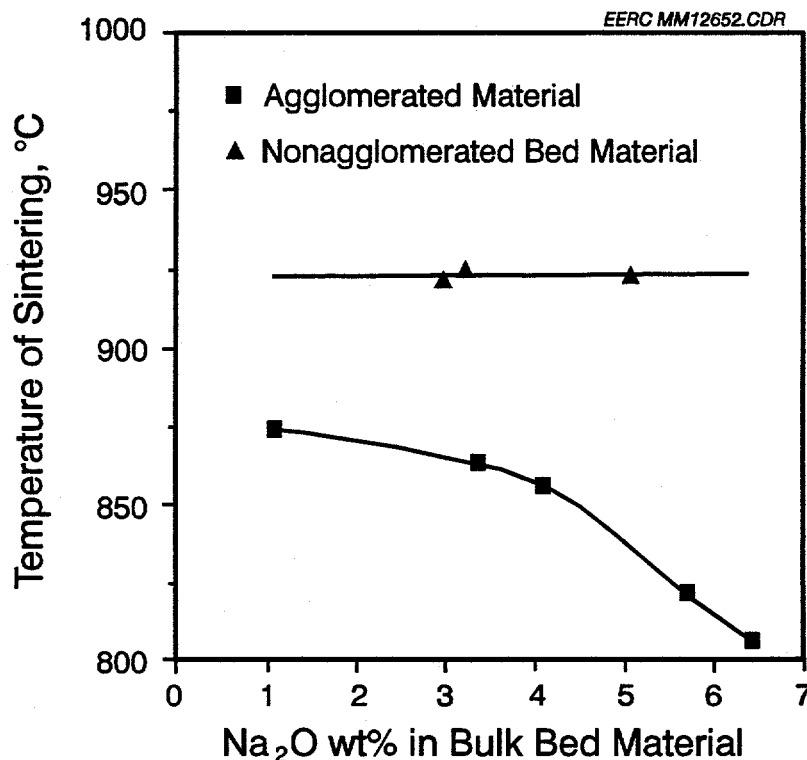 EERC MM12652.CDR
1000
Agglomerated Material
Nonagglomerated Bed Material
950
900
850
800
Temperature of Sintering, °C
0 1 2 3 4 5 6 7
Na₂O wt% in Bulk Bed Material